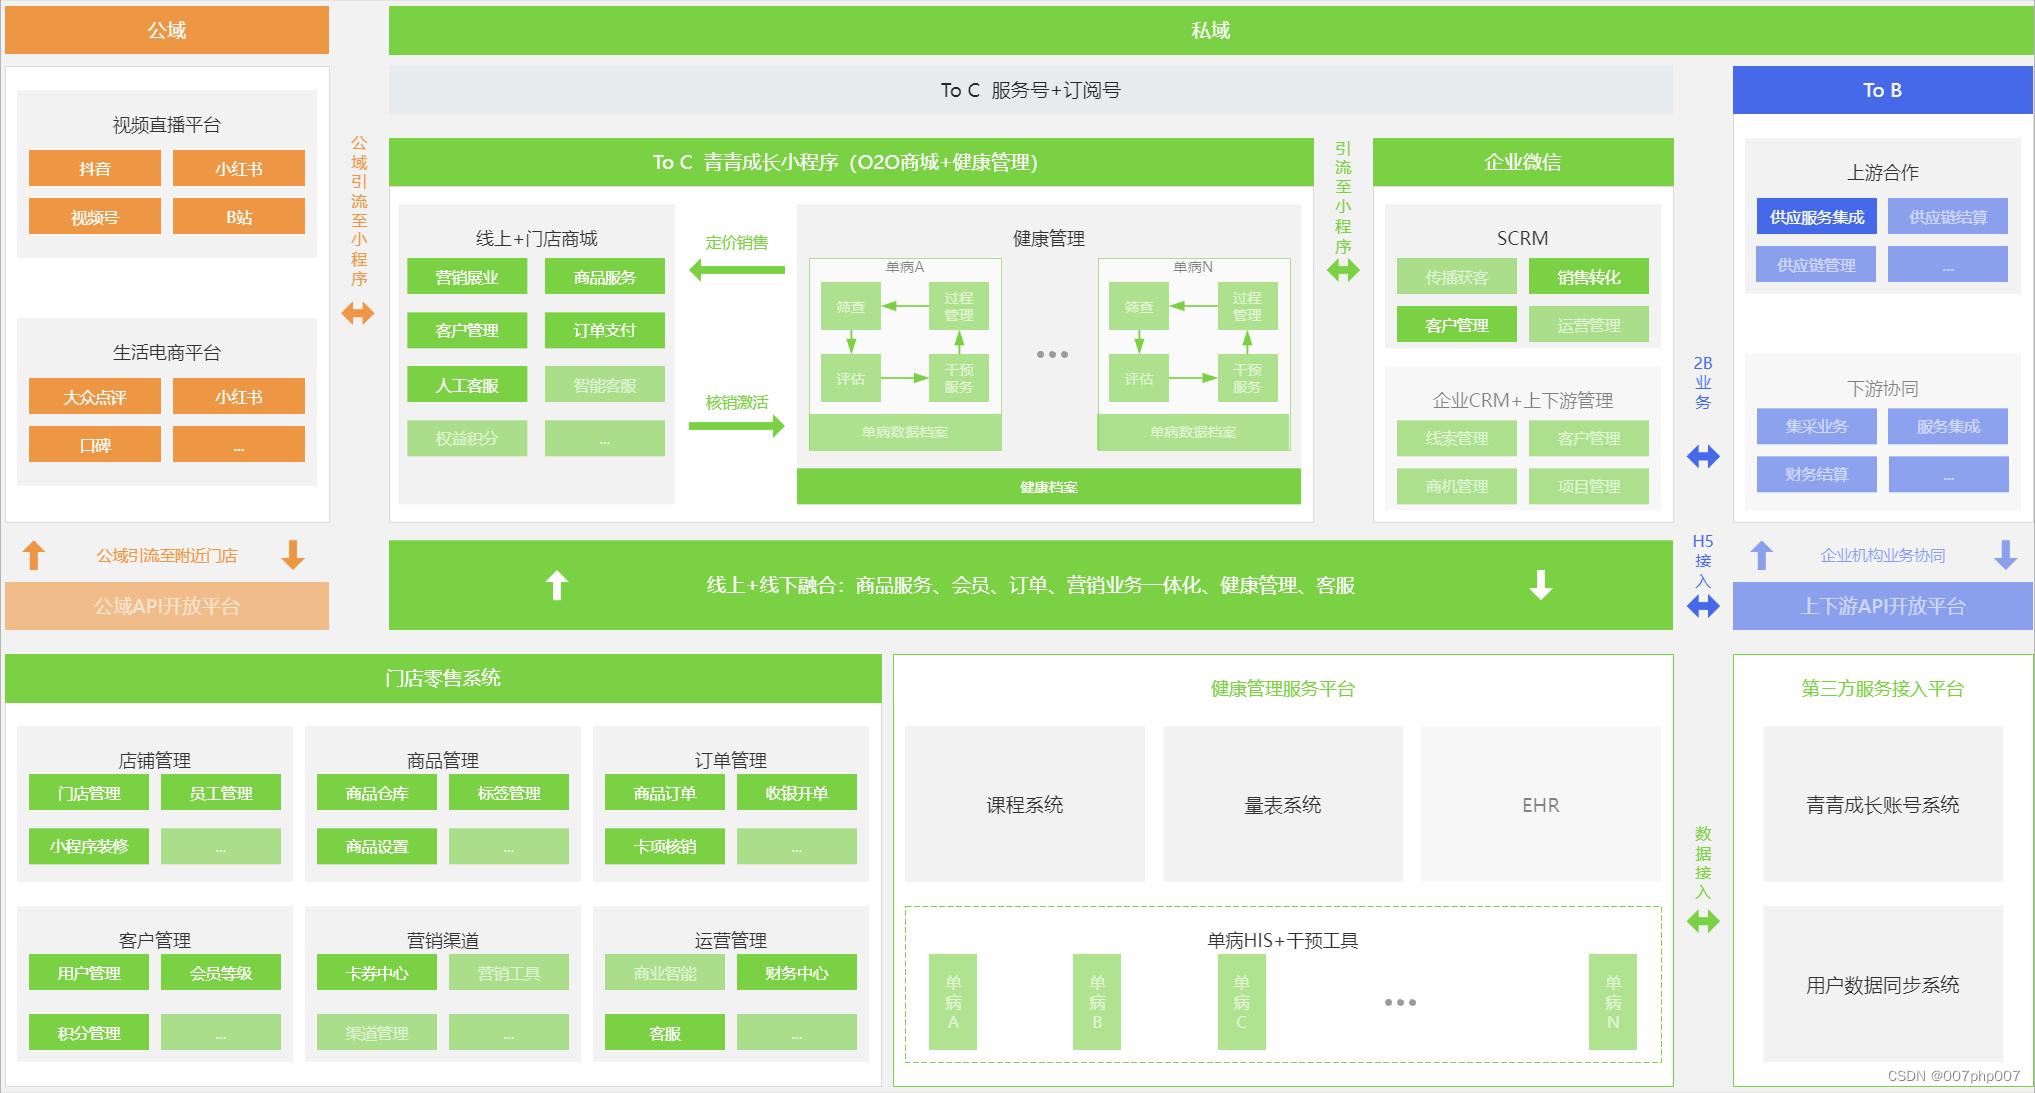 公域
私域
To C 服务号+订阅号
To B
视频直播平台
抖音
小红书
视频号
B站
生活电商平台
大众点评
小红书
口碑
...
公域引流至小程序
公域引流至附近门店
公域API开放平台
To C 青青成长小程序（O2O商城+健康管理）
线上+门店商城
营销展业
商品服务
客户管理
订单支付
人工客服
智能客服
权益积分
...
定价销售
核销激活
健康管理
单病A
筛查
过程
管理
评估
干预
服务
单病数据档案
•••
单病N
筛查
过程
管理
评估
干预
服务
单病数据档案
健康档案
引流至小程序
企业微信
SCRM
传播获客
销售转化
客户管理
运营管理
企业CRM+上下游管理
线索管理
客户管理
商机管理
项目管理
2B业务
H5接入
上游合作
供应服务集成
供应链结算
供应链管理
...
下游协同
集采业务
服务集成
财务结算
...
企业机构业务协同
上下游API开放平台
线上+线下融合：商品服务、会员、订单、营销业务一体化、健康管理、客服
门店零售系统
店铺管理
门店管理
员工管理
小程序装修
...
商品管理
商品仓库
标签管理
商品设置
...
订单管理
商品订单
收银开单
卡项核销
...
客户管理
用户管理
会员等级
积分管理
...
营销渠道
卡券中心
营销工具
渠道管理
...
运营管理
商业智能
财务中心
客服
...
健康管理服务平台
课程系统
量表系统
EHR
单病HIS+干预工具
单病A
单病B
单病C
•••
单病N
数据接入
第三方服务接入平台
青青成长账号系统
用户数据同步系统
CSDN @007php007